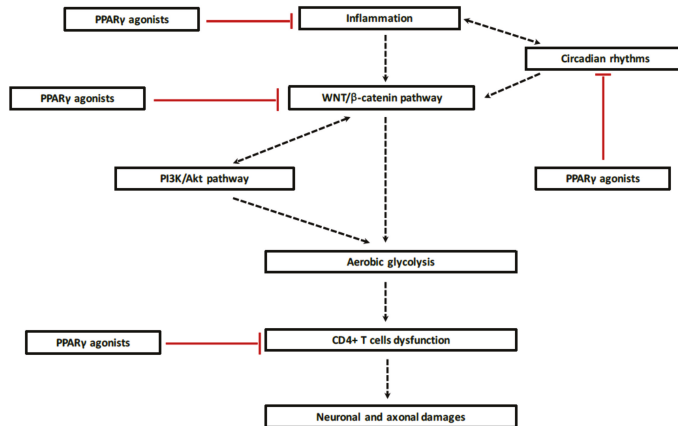 PPARγ agonists
Inflammation
Circadian rhythms
PPARγ agonists
WNT/β-catenin pathway
PI3K/Akt pathway
PPARγ agonists
Aerobic glycolysis
PPARγ agonists
CD4+ T cells dysfunction
Neuronal and axonal damages